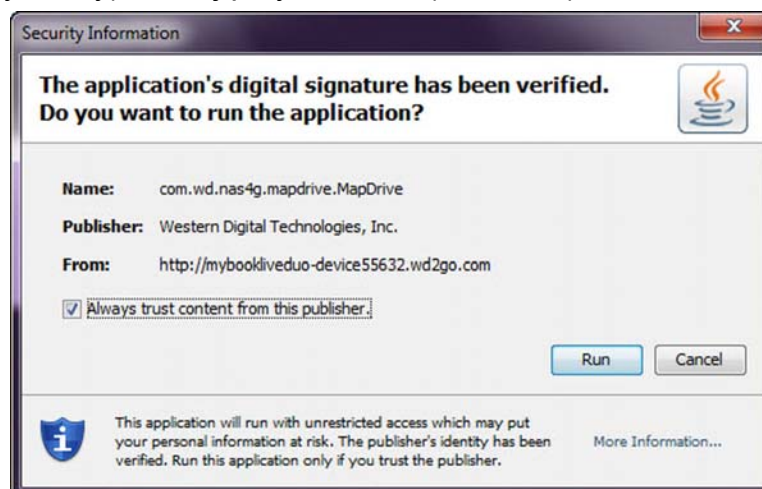 Security Information
The application's digital signature has been verified.
Do you want to run the application?
Name: com.wd.nas4g.mapdrive.MapDrive
Publisher: Western Digital Technologies, Inc.
From: http://mybookliveduo-device55632.wd2go.com
Always trust content from this publisher.
Run Cancel
This application will run with unrestricted access which may put
your personal information at risk. The publisher's identity has been
verified. Run this application only if you trust the publisher.
More Information...